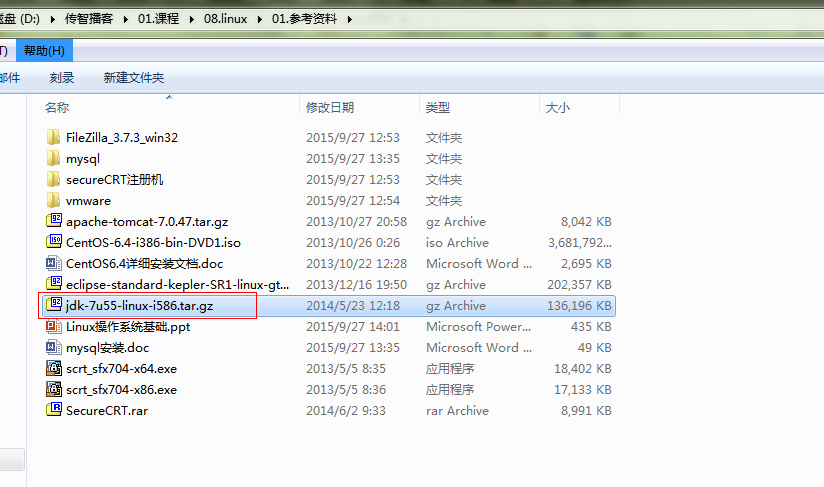 磁盘 (D:) ▸ 传智播客 ▸ 01.课程 ▸ 08.linux ▸ 01.参考资料 ▸
T) 帮助(H)
邮件 刻录 新建文件夹
名称 修改日期 类型 大小
FileZilla_3.7.3_win32 2015/9/27 12:53 文件夹
mysql 2015/9/27 13:35 文件夹
secureCRT注册机 2015/9/27 12:53 文件夹
vmware 2015/9/27 12:54 文件夹
apache-tomcat-7.0.47.tar.gz 2013/10/27 20:58 gz Archive 8,042 KB
CentOS-6.4-i386-bin-DVD1.iso 2013/10/26 0:26 iso Archive 3,681,792...
CentOS6.4详细安装文档.doc 2013/10/22 12:28 Microsoft Word ... 2,695 KB
eclipse-standard-kepler-SR1-linux-gt... 2013/12/16 19:50 gz Archive 202,357 KB
jdk-7u55-linux-i586.tar.gz 2014/5/23 12:18 gz Archive 136,196 KB
Linux操作系统基础.ppt 2015/9/27 14:01 Microsoft Power... 435 KB
mysql安装.doc 2015/9/27 13:35 Microsoft Word ... 49 KB
scrt_sfx704-x64.exe 2013/5/5 8:35 应用程序 18,402 KB
scrt_sfx704-x86.exe 2013/5/5 8:36 应用程序 17,133 KB
SecureCRT.rar 2014/6/2 9:33 rar Archive 8,991 KB